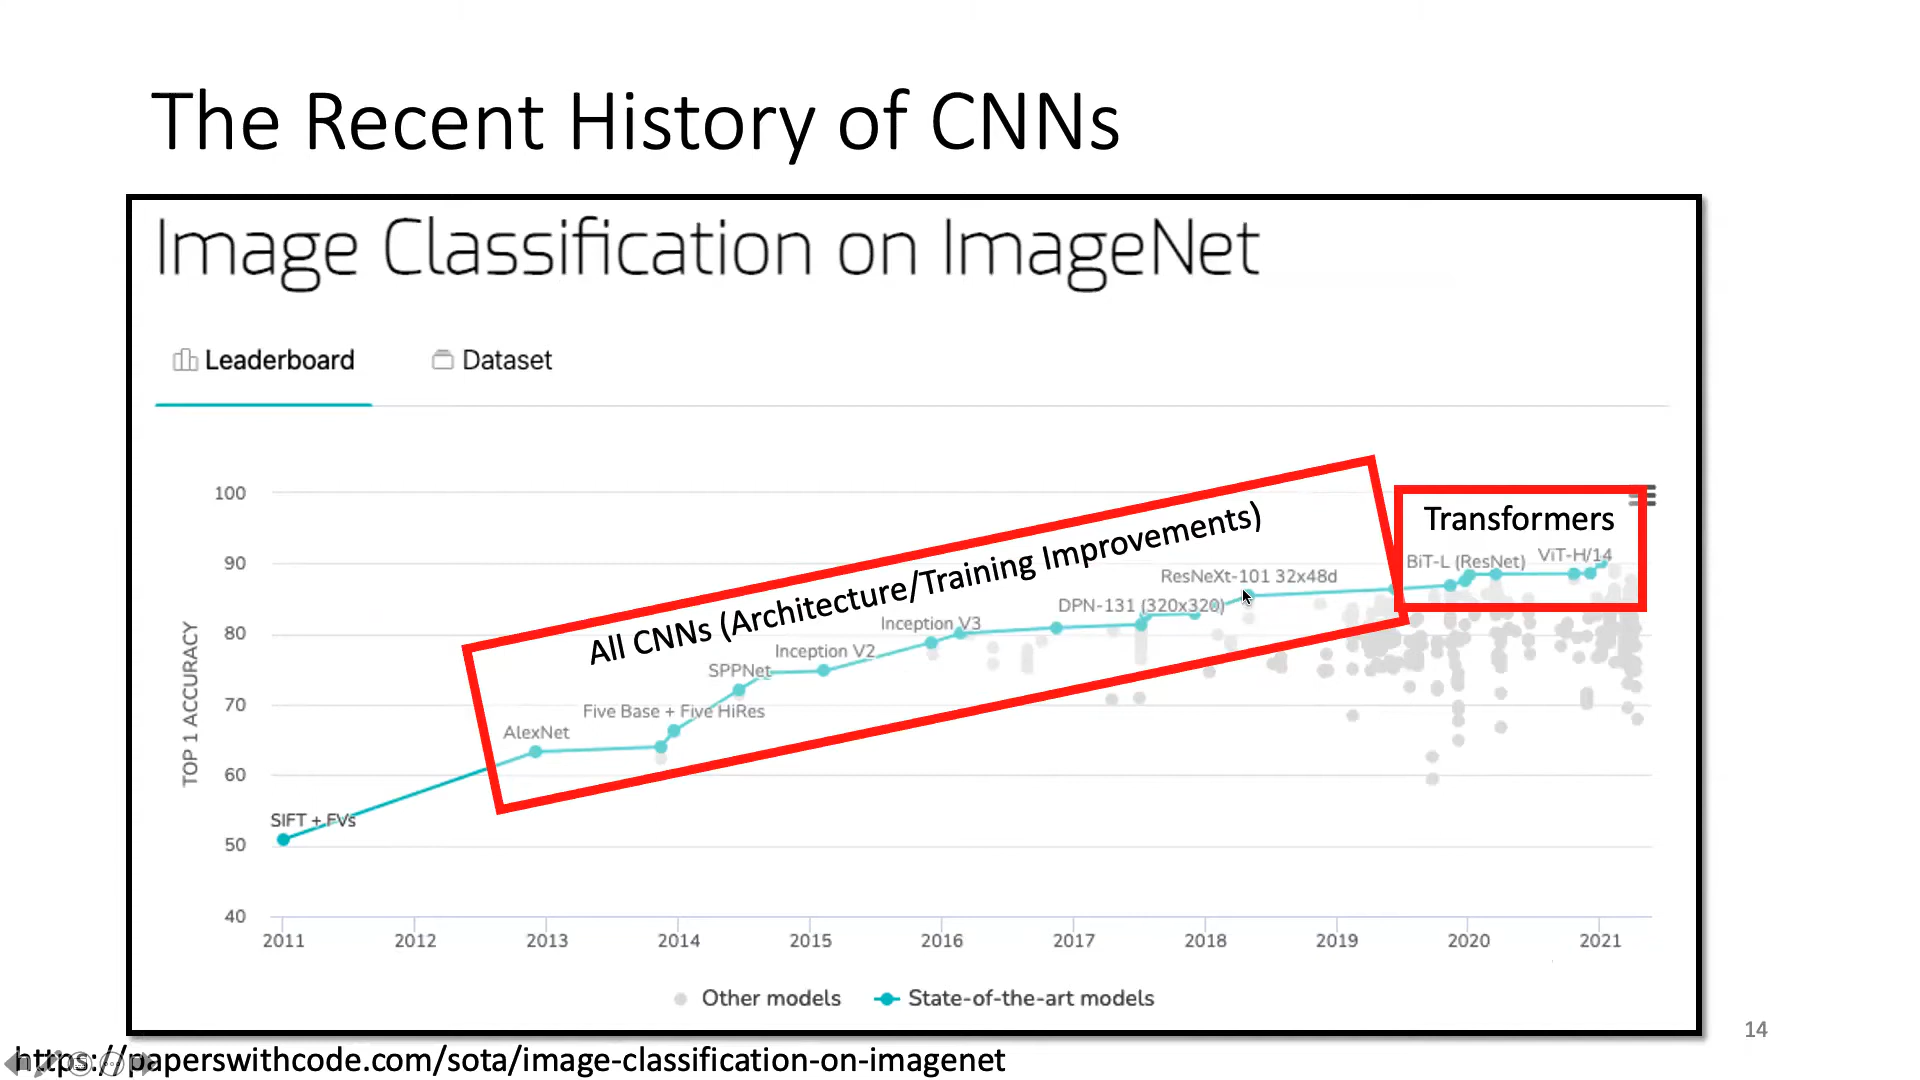 The Recent History of CNNs
Image Classification on ImageNet
Leaderboard
Dataset
TOP 1 ACCURACY
100
90
80
70
60
50
40
All CNNs (Architecture/Training Improvements)
Transformers
SIFT + FVs
AlexNet
Five Base + Five HiRes
SPPNet
Inception V2
Inception V3
DPN-131 (320x320)
ResNeXt-101 32x48d
BiT-L (ResNet)
ViT-H/14
2011 2012 2013 2014 2015 2016 2017 2018 2019 2020 2021
Other models
State-of-the-art models
14
https://paperswithcode.com/sota/image-classification-on-imagenet